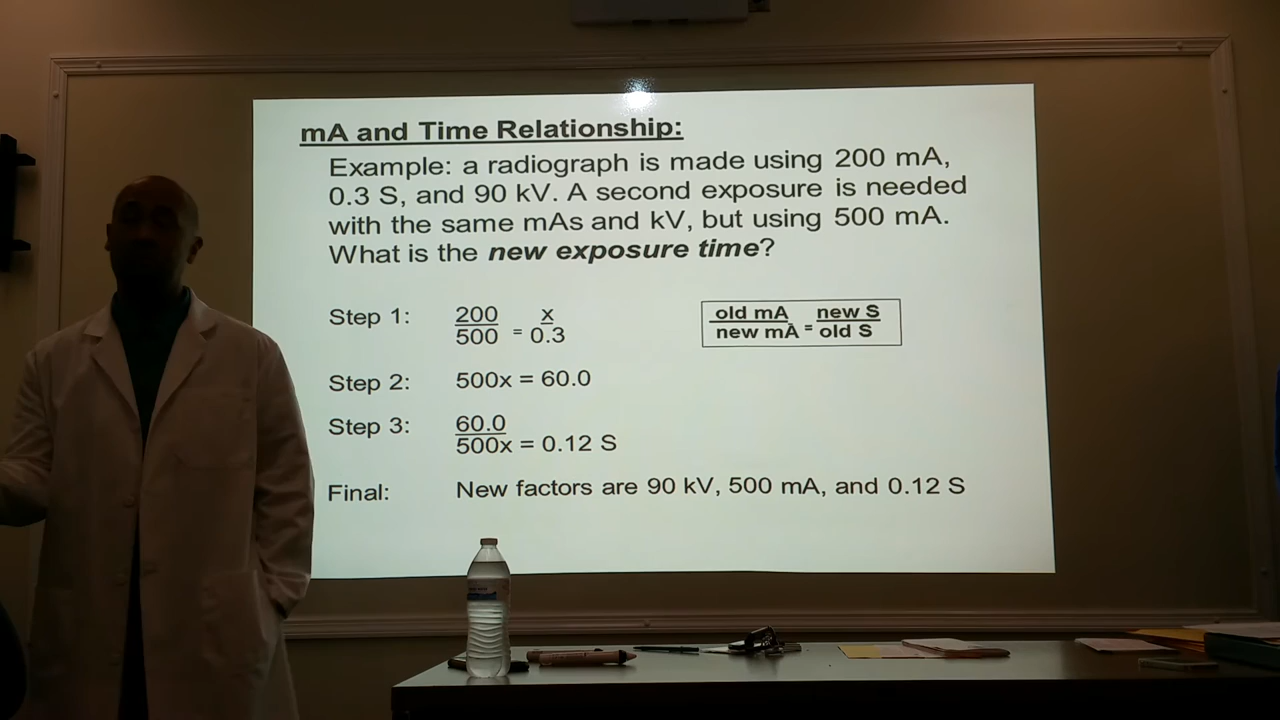 mA and Time Relationship:
Example: a radiograph is made using 200 mA,
0.3 S, and 90 kV. A second exposure is needed
with the same mAs and kV, but using 500 mA.
What is the new exposure time?
Step 1: 200 x
500 = 0.3
old mA new S
new mA = old S
Step 2: 500x = 60.0
Step 3: 60.0
500x = 0.12 S
Final: New factors are 90 kV, 500 mA, and 0.12 S